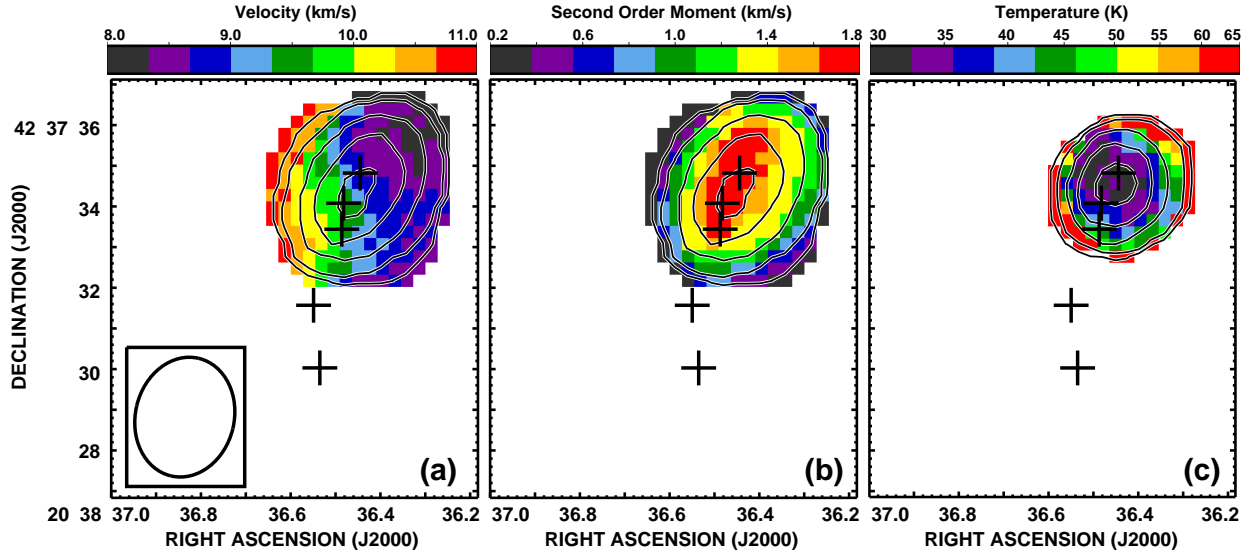 Velocity (km/s) Second Order Moment (km/s) Temperature (K)
8.0 9.0 10.0 11.0 0.2 0.6 1.0 1.4 1.8 30 35 40 45 50 55 60 65
42 37 36
34
32
30
28
20 38
DECLINATION (J2000)
(a) (b) (c)
37.0 36.8 36.6 36.4 36.2 37.0 36.8 36.6 36.4 36.2 37.0 36.8 36.6 36.4 36.2
RIGHT ASCENSION (J2000) RIGHT ASCENSION (J2000) RIGHT ASCENSION (J2000)